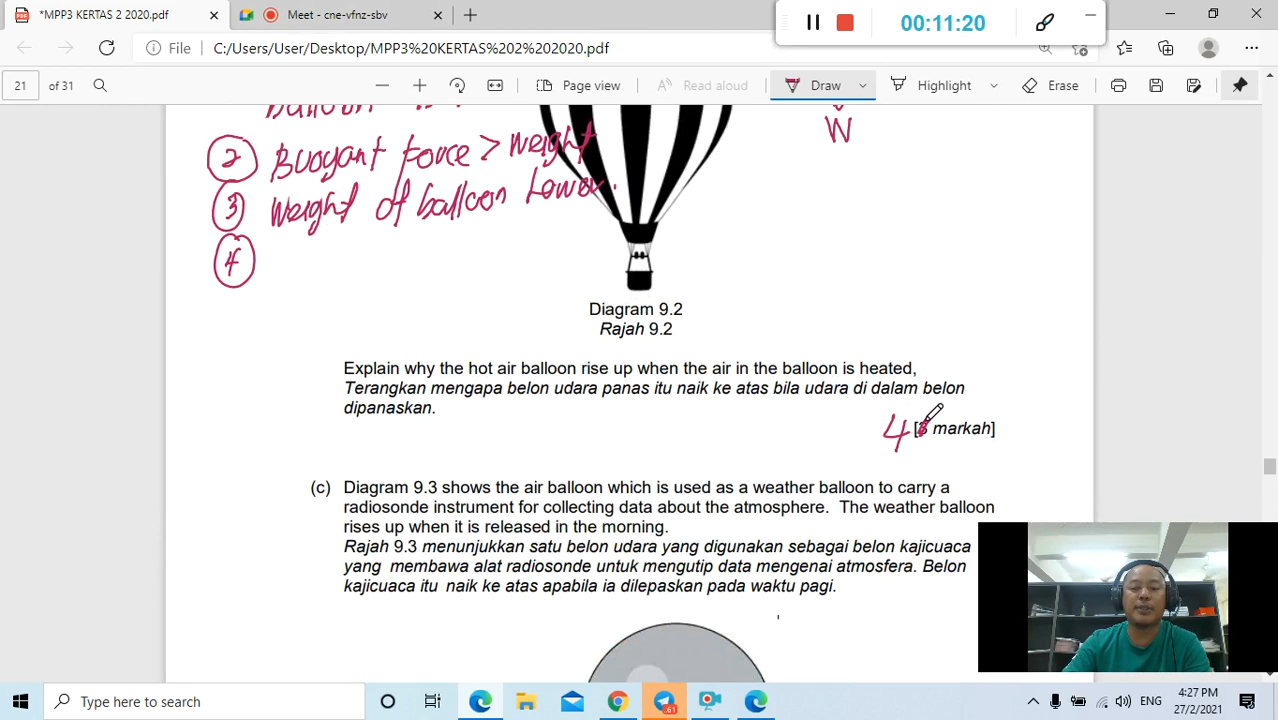 *MPP3 KERTAS 2 2020.pdf
Meet - cne-vfnz-sbv
00:11:20
File
C:/Users/User/Desktop/MPP3%20KERTAS%202%202020.pdf
21
of 31
Page view
Read aloud
Draw
Highlight
Erase
balloon
W
2 Buoyant force > weight
3 Weight of balloon Lower.
4
Diagram 9.2
Rajah 9.2
Explain why the hot air balloon rise up when the air in the balloon is heated,
Terangkan mengapa belon udara panas itu naik ke atas bila udara di dalam belon
dipanaskan.
4 [3 markah]
(c) Diagram 9.3 shows the air balloon which is used as a weather balloon to carry a
radiosonde instrument for collecting data about the atmosphere. The weather balloon
rises up when it is released in the morning.
Rajah 9.3 menunjukkan satu belon udara yang digunakan sebagai belon kajicuaca
yang membawa alat radiosonde untuk mengutip data mengenai atmosfera. Belon
kajicuaca itu naik ke atas apabila ia dilepaskan pada waktu pagi.
Type here to search
61
ENG
4:27 PM
27/2/2021